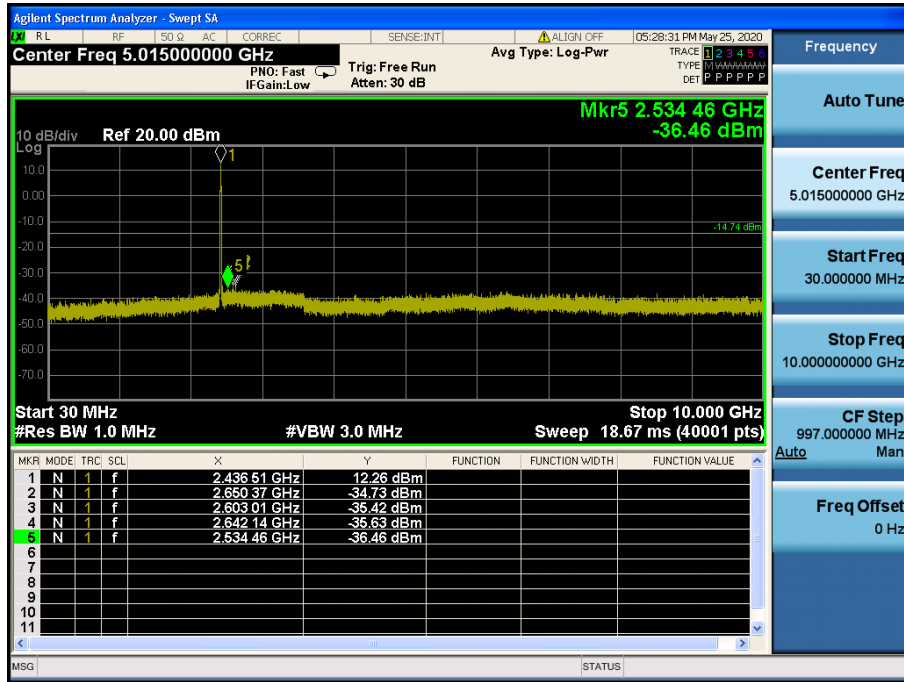 Agilent Spectrum Analyzer - Swept SA
LXI RL RF 50 Ω AC CORREC SENSE:INT ALIGN OFF 05:28:31 PM May 25, 2020
Center Freq 5.015000000 GHz
PNO: Fast
IFGain:Low
Trig: Free Run
Atten: 30 dB
Avg Type: Log-Pwr
TRACE 1 2 3 4 5 6
TYPE M W W W W W
DET P P P P P P
Mkr5 2.534 46 GHz
-36.46 dBm
10 dB/div Ref 20.00 dBm
Log
1
10.0
0.00
-10.0
-14.74 dBm
-20.0
5
-30.0
-40.0
-50.0
-60.0
-70.0
Start 30 MHz Stop 10.000 GHz
#Res BW 1.0 MHz #VBW 3.0 MHz Sweep 18.67 ms (40001 pts)
MKR MODE TRC SCL X Y FUNCTION FUNCTION WIDTH FUNCTION VALUE
1 N 1 f 2.436 51 GHz 12.26 dBm
2 N 1 f 2.650 37 GHz -34.73 dBm
3 N 1 f 2.603 01 GHz -35.42 dBm
4 N 1 f 2.642 14 GHz -35.63 dBm
5 N 1 f 2.534 46 GHz -36.46 dBm
6
7
8
9
10
11
MSG STATUS
Frequency
Auto Tune
Center Freq
5.015000000 GHz
Start Freq
30.000000 MHz
Stop Freq
10.000000000 GHz
CF Step
997.000000 MHz
Auto Man
Freq Offset
0 Hz